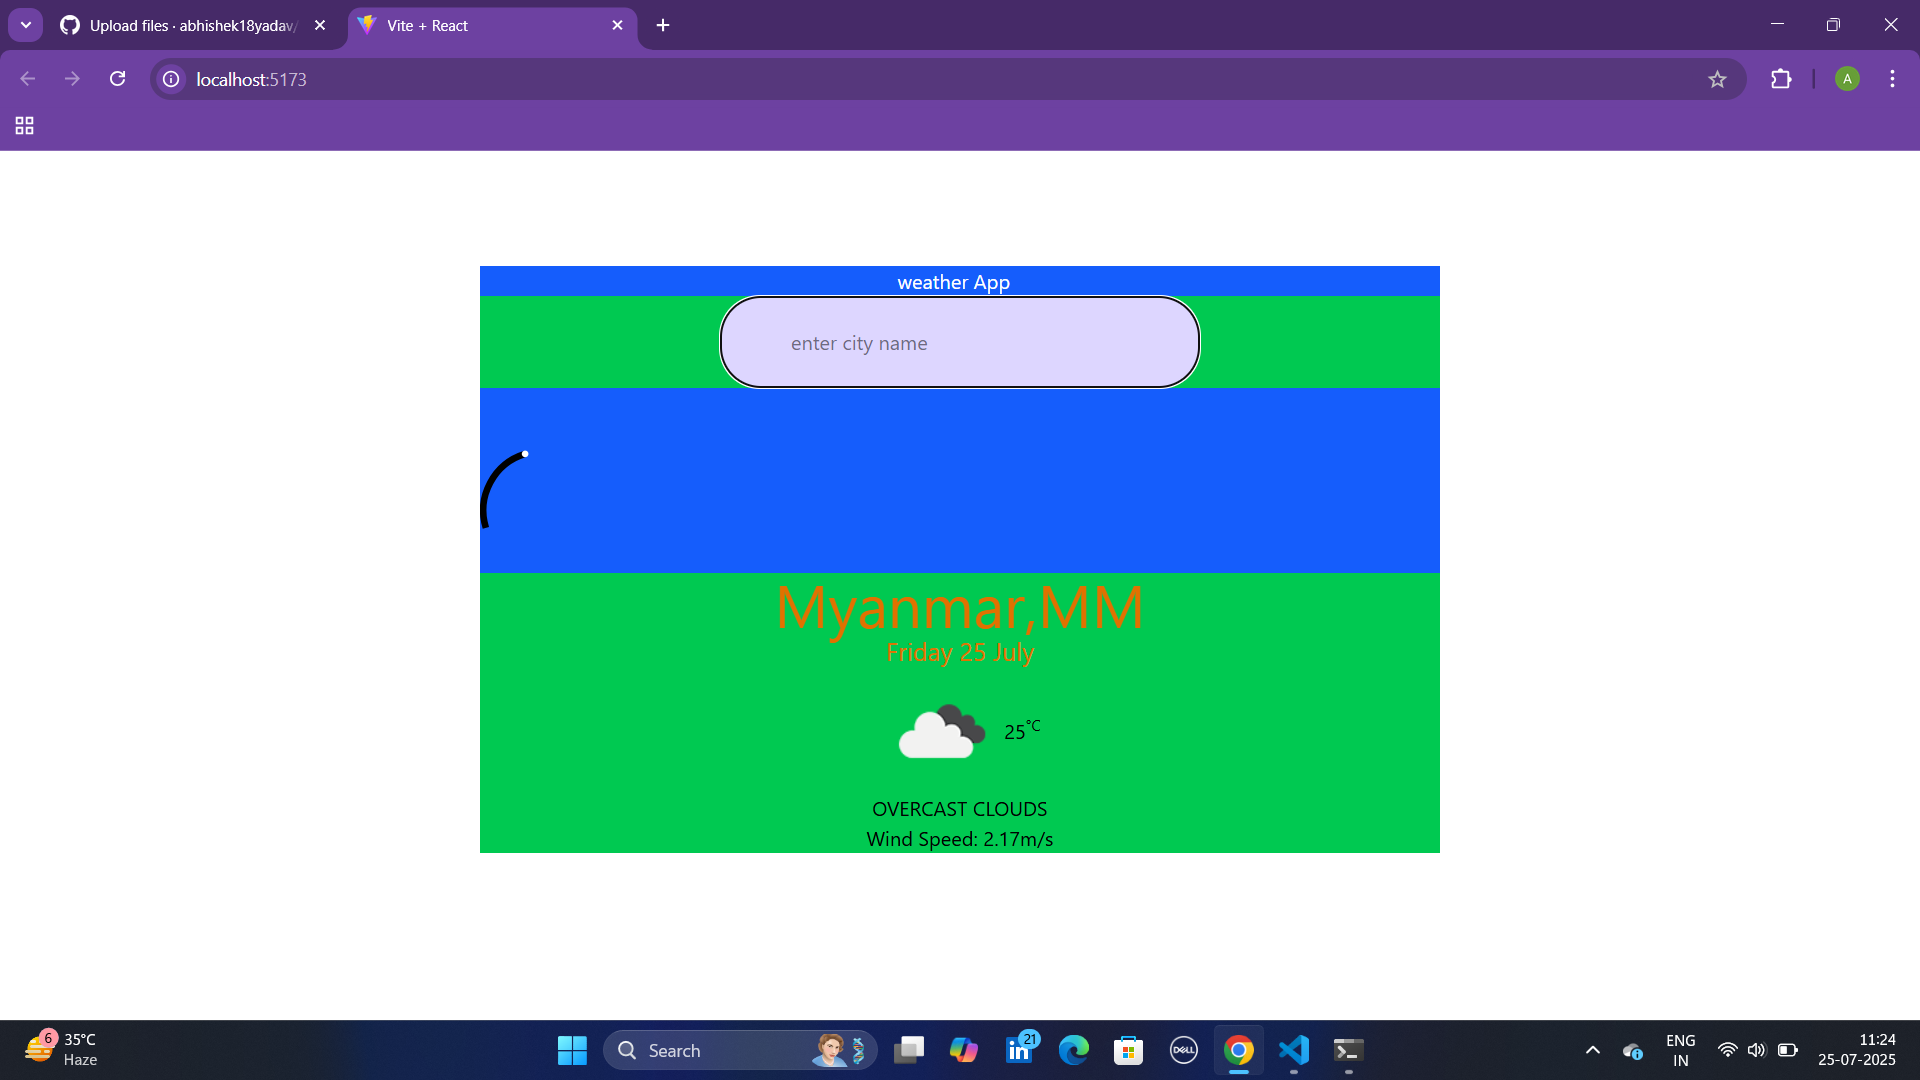 Upload files · abhishek18yadav/
Vite + React
localhost:5173
A
weather App
enter city name
Myanmar,MM
Friday 25 July
25°C
OVERCAST CLOUDS
Wind Speed: 2.17m/s
6
35°C
Haze
Search
21
DELL
ENG
IN
11:24
25-07-2025